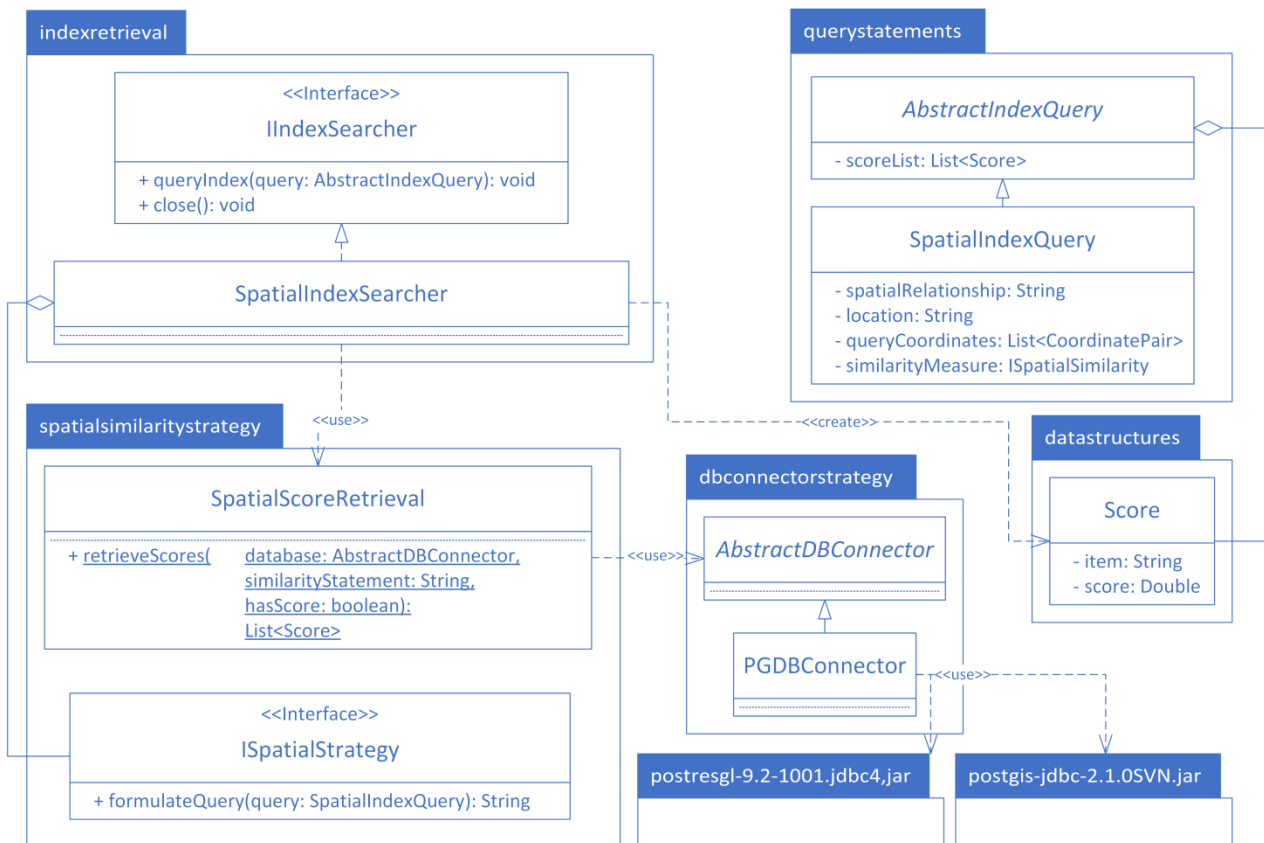 indexretrieval
<<Interface>>
IIndexSearcher
+ queryIndex(query: AbstractIndexQuery): void
+ close(): void
SpatialIndexSearcher
querystatements
AbstractIndexQuery
- scoreList: List<Score>
SpatialIndexQuery
- spatialRelationship: String
- location: String
- queryCoordinates: List<CoordinatePair>
- similarityMeasure: ISpatialSimilarity
<<use>>
<<create>>
spatialsimilaritystrategy
SpatialScoreRetrieval
+ retrieveScores( database: AbstractDBConnector,
similarityStatement: String,
hasScore: boolean):
List<Score>
<<Interface>>
ISpatialStrategy
+ formulateQuery(query: SpatialIndexQuery): String
<<use>>
dbconnectorstrategy
AbstractDBConnector
PGDBConnector
<<use>>
datastructures
Score
- item: String
- score: Double
postresgl-9.2-1001.jdbc4,jar
postgis-jdbc-2.1.0SVN.jar